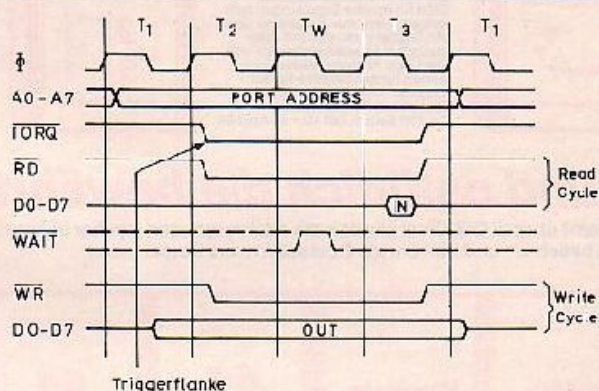 T1 T2 TW T3 T1
Φ
A0-A7 PORT ADDRESS
IORQ
RD
Read
Cycle
D0-D7 IN
WAIT
WR
Write
Cycle
D0-D7 OUT
Triggerflanke